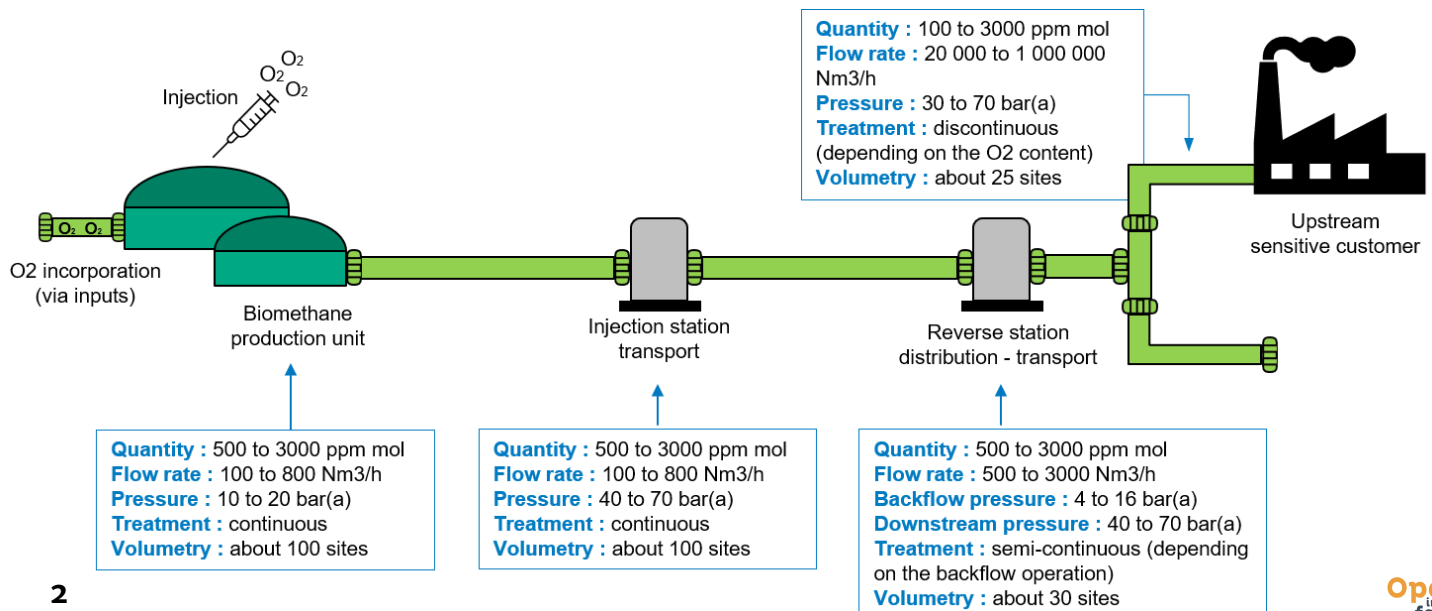 Injection
O₂
O₂
O₂
O₂ O₂
O2 incorporation
(via inputs)
Biomethane
production unit
Injection station
transport
Reverse station
distribution - transport
Upstream
sensitive customer
Quantity : 100 to 3000 ppm mol
Flow rate : 20 000 to 1 000 000
Nm3/h
Pressure : 30 to 70 bar(a)
Treatment : discontinuous
(depending on the O2 content)
Volumetry : about 25 sites
Quantity : 500 to 3000 ppm mol
Flow rate : 100 to 800 Nm3/h
Pressure : 10 to 20 bar(a)
Treatment : continuous
Volumetry : about 100 sites
Quantity : 500 to 3000 ppm mol
Flow rate : 100 to 800 Nm3/h
Pressure : 40 to 70 bar(a)
Treatment : continuous
Volumetry : about 100 sites
Quantity : 500 to 3000 ppm mol
Flow rate : 500 to 3000 Nm3/h
Backflow pressure : 4 to 16 bar(a)
Downstream pressure : 40 to 70 bar(a)
Treatment : semi-continuous (depending
on the backflow operation)
Volumetry : about 30 sites
2
Ope